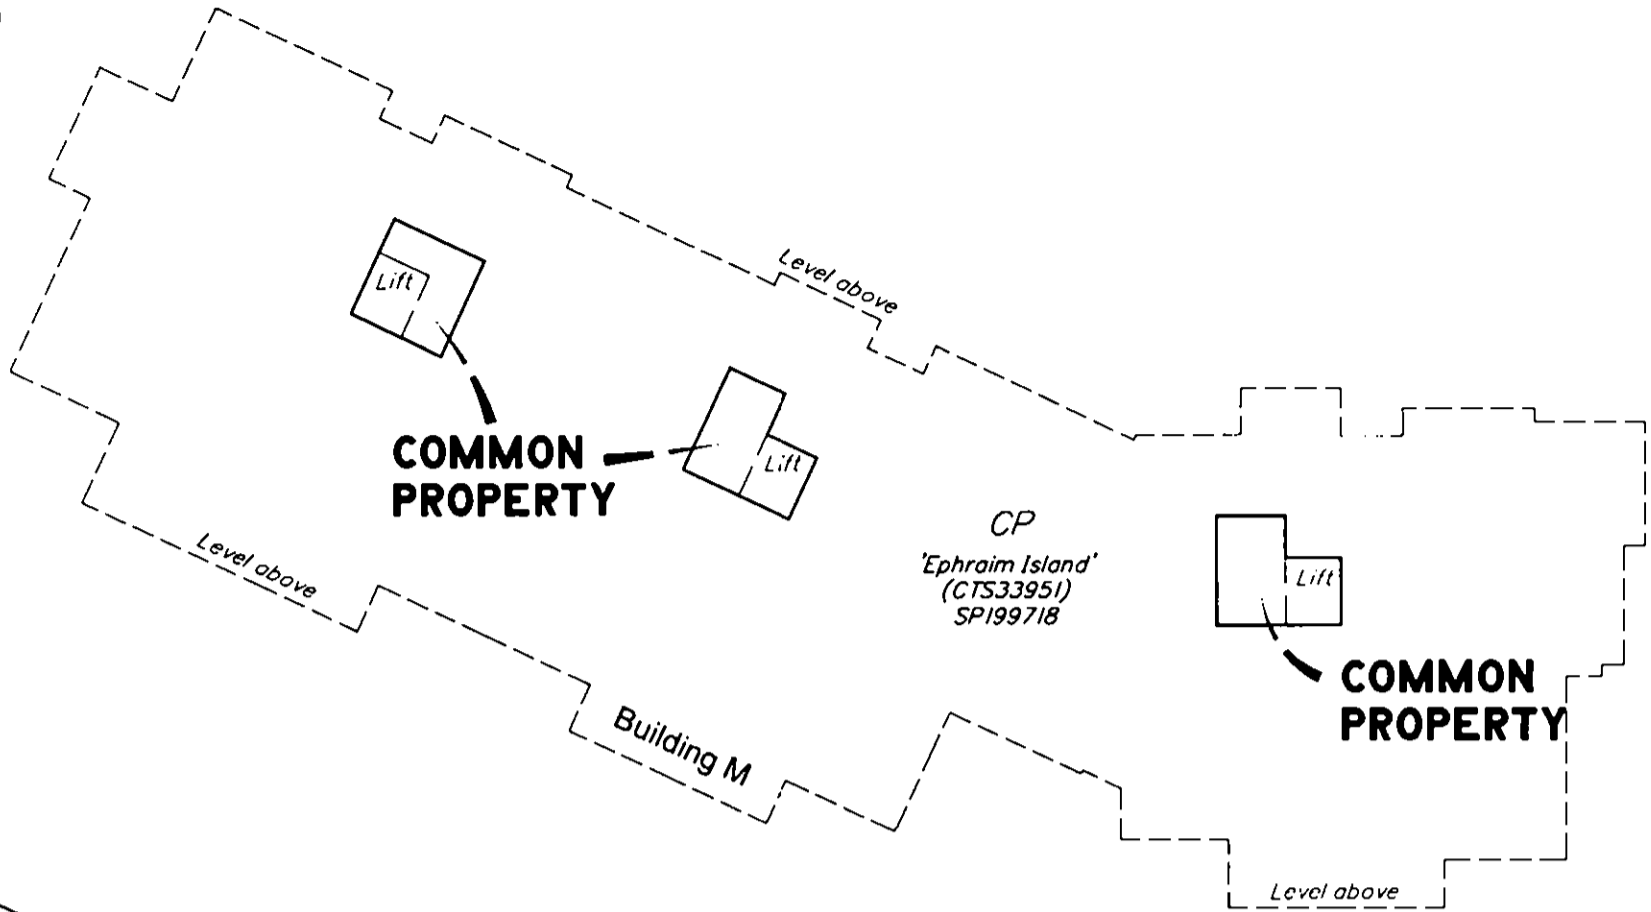 Level above
Lift
COMMON
PROPERTY
Lift
Level above
CP
'Ephraim Island'
(CTS33951)
SP199718
Lift
COMMON
PROPERTY
Building M
Level above